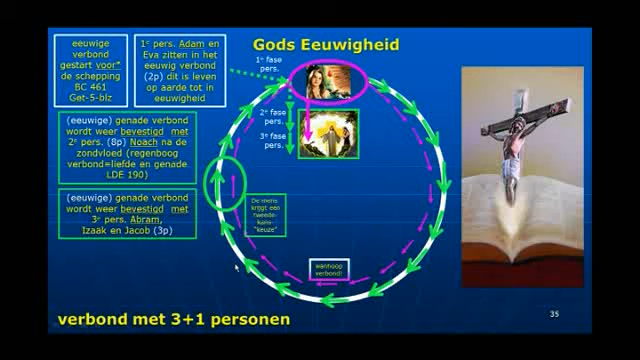 Gods Eeuwigheid
eeuwige
verbond
gestart voor*
de schepping
BC 461
Get-5-blz
1e pers. Adam en
Eva zitten in het
eeuwig verbond
(2p) dit is leven
op aarde tot in
eeuwigheid
(eeuwige) genade verbond
wordt weer bevestigd met
2e pers. (8p) Noach na de
zondvloed (regenboog
verbond=liefde en genade
LDE 190)
(eeuwige) genade verbond
wordt weer bevestigd met
3e pers. Abram,
Izaak en Jacob (3p)
1e fase
pers.
2e fase
pers.
3e fase
pers.
De mens
krijgt een
tweede
kans
"keuze"
wanhoop
verbond!
verbond met 3+1 personen
35